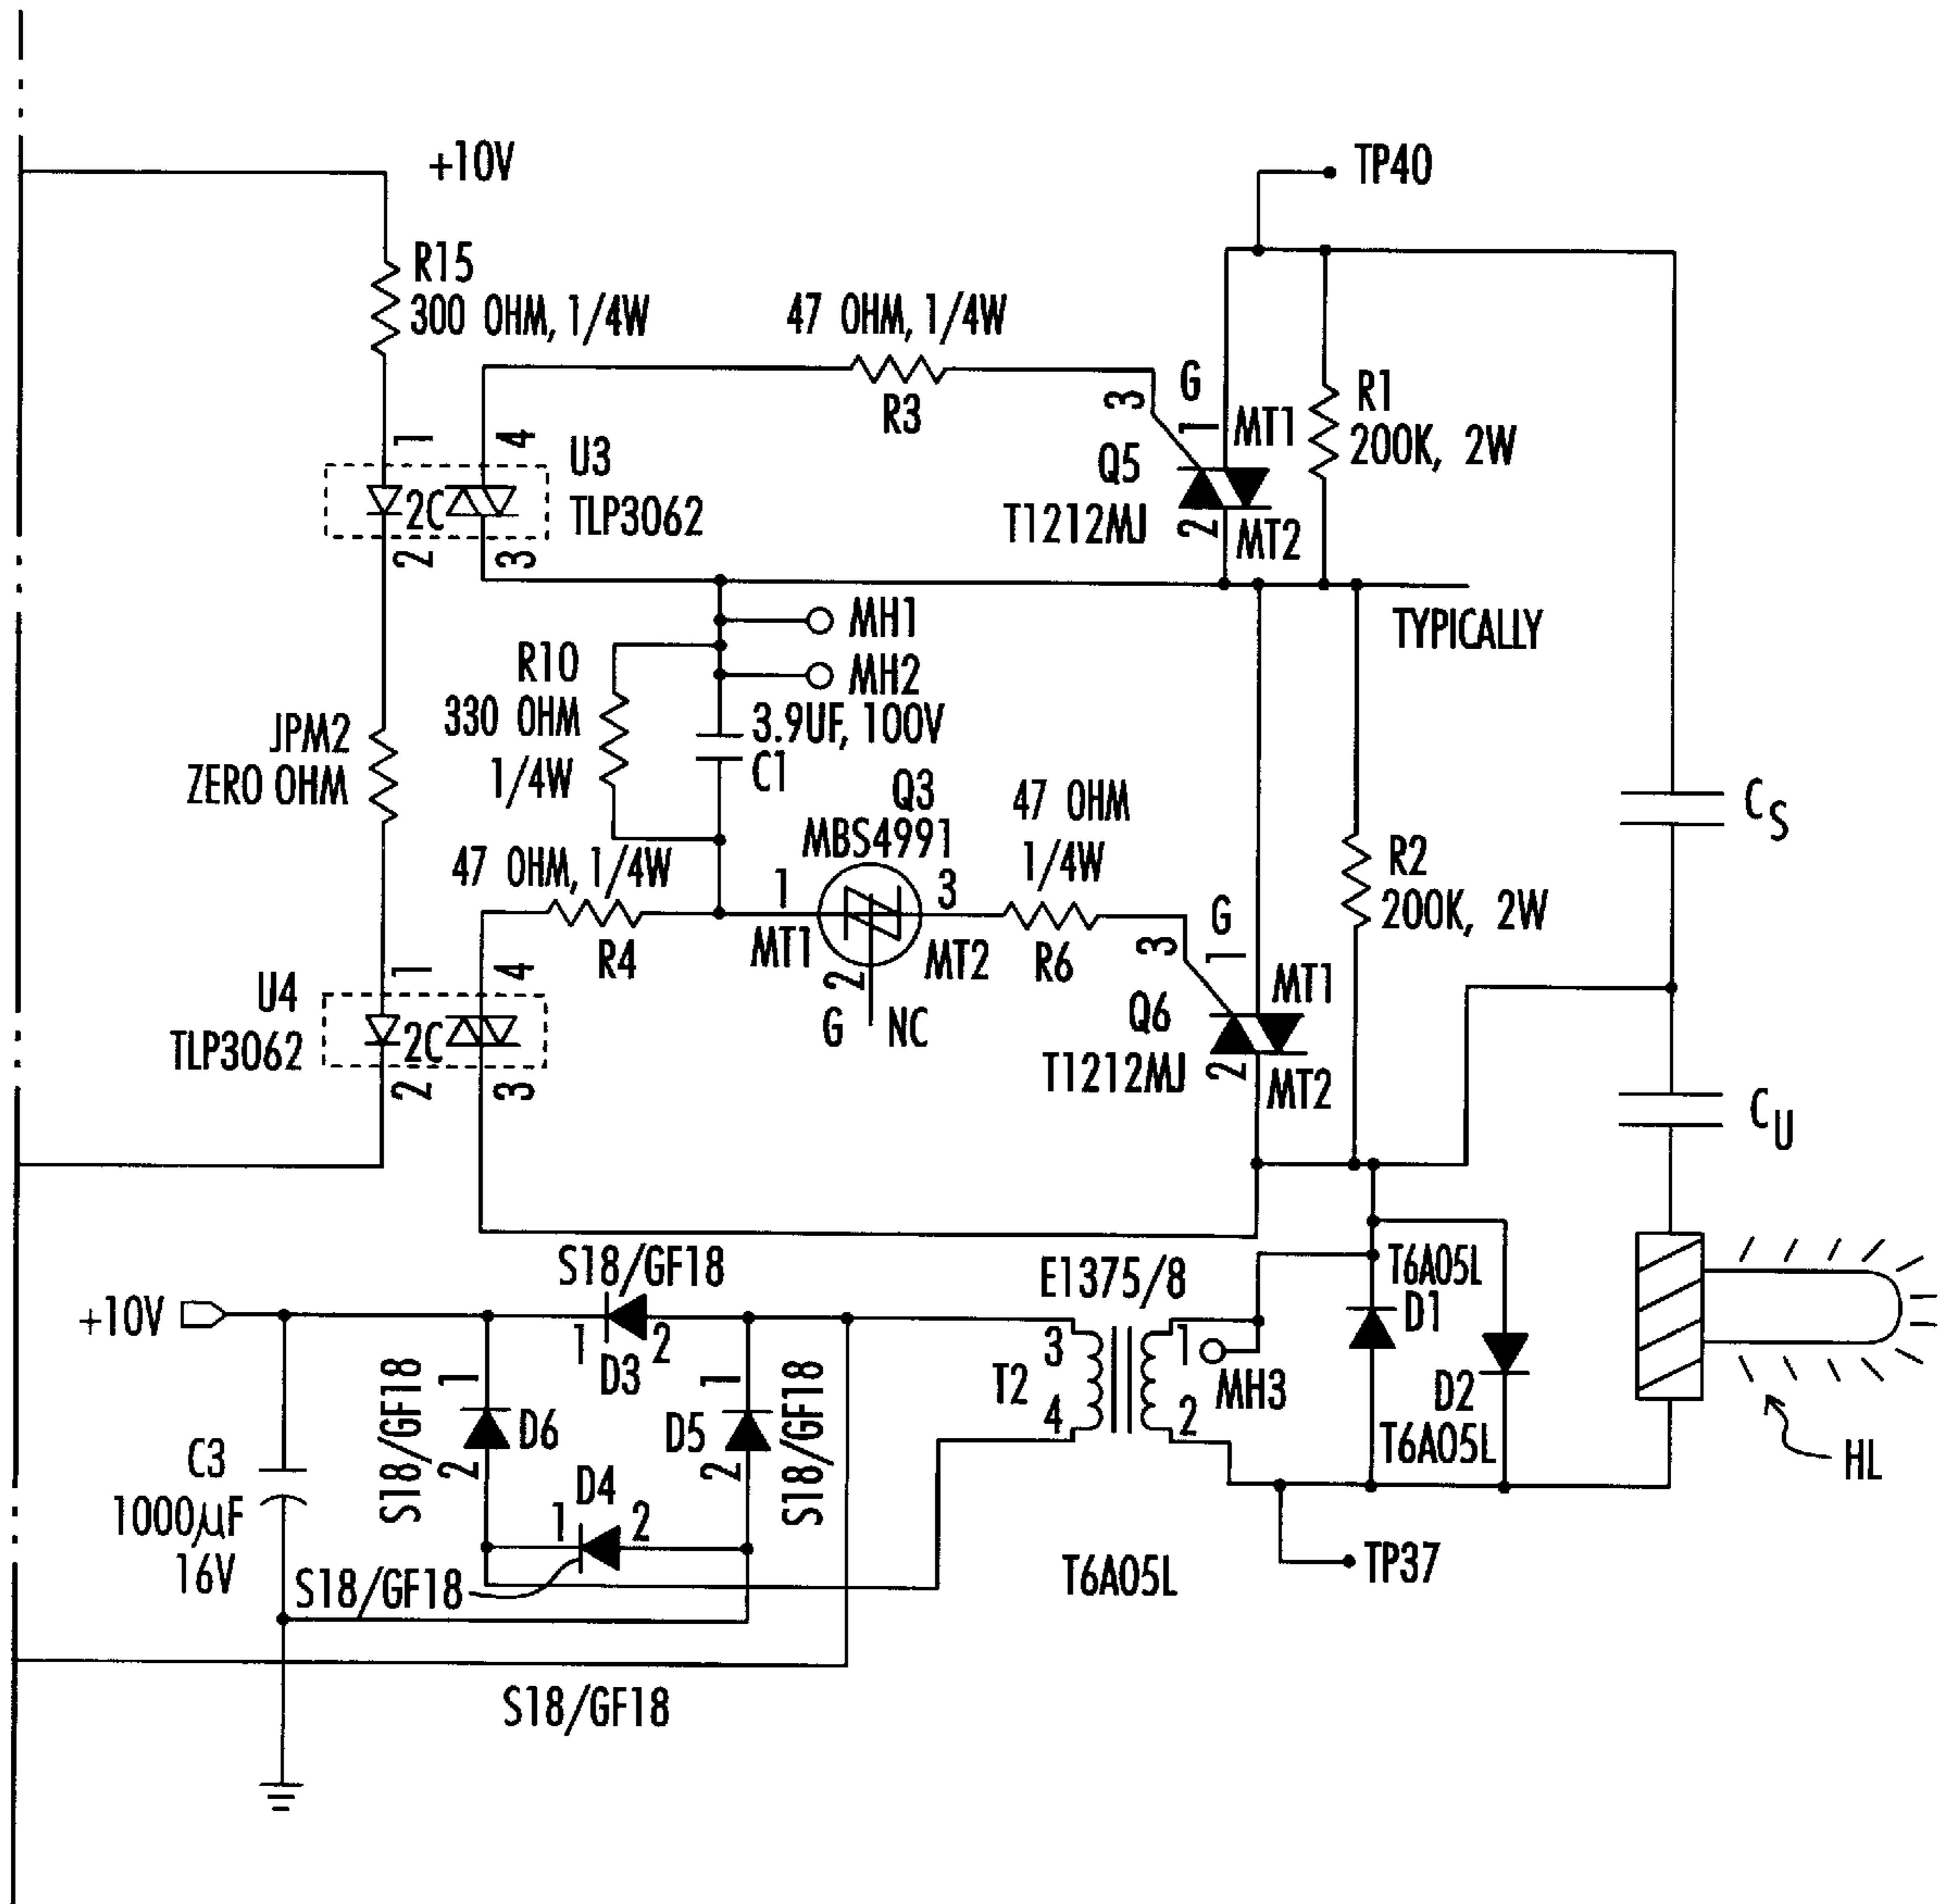 +10V
TP40
R15
300 OHM, 1/4W
47 OHM, 1/4W
R3
3
G
1
MT1
R1
200K, 2W
Q5
T1212MJ
2
MT2
1
4
U3
TLP3062
2C
2
3
MH1
MH2
TYPICALLY
R10
330 OHM
1/4W
3.9UF, 100V
C1
JPM2
ZERO OHM
Q3
MBS4991
47 OHM
1/4W
CS
47 OHM, 1/4W
R4
1
MT1
3
MT2
2
G
NC
R6
3
G
1
MT1
R2
200K, 2W
U4
TLP3062
1
4
2C
2
3
Q6
T1212MJ
2
MT2
CU
S18/GF18
E1375/8
T6A05L
D1
+10V
1
2
D3
3
4
T2
1
2
MH3
D2
T6A05L
S18/GF18
1
D6
2
D5
1
2
S18/GF18
HL
C3
1000µF
16V
D4
1
2
S18/GF18
T6A05L
TP37
S18/GF18